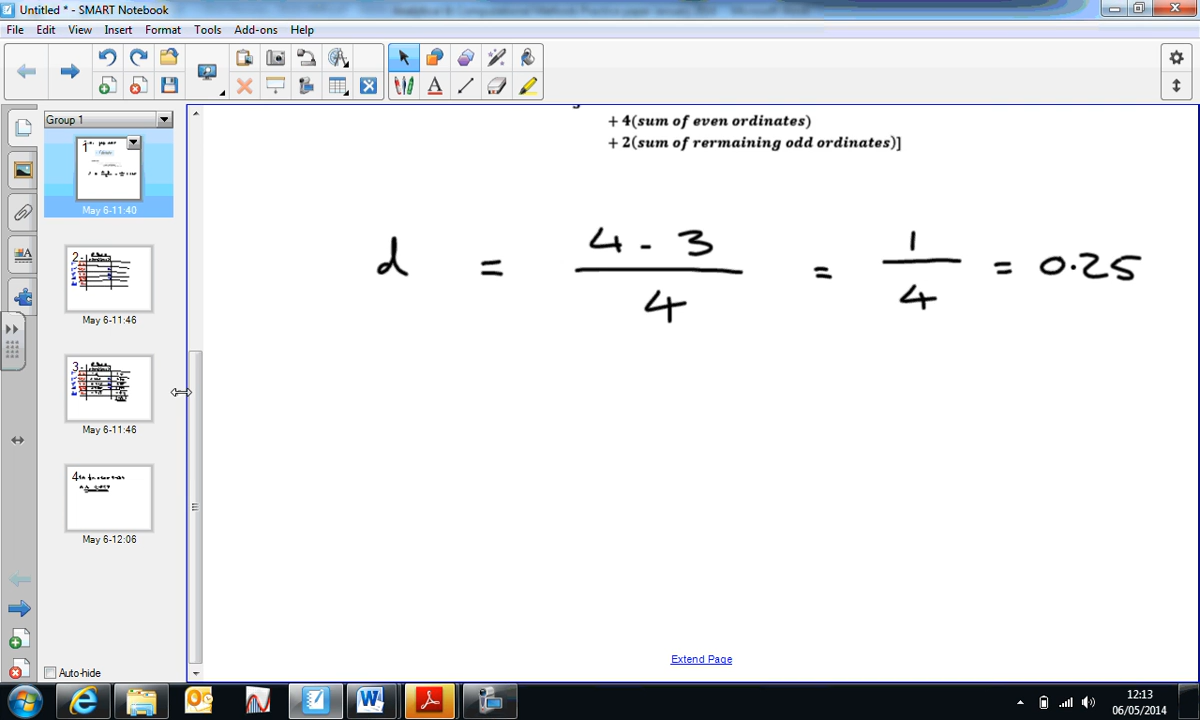 Untitled * - SMART Notebook
File Edit View Insert Format Tools Add-ons Help
Group 1
+ 4(sum of even ordinates)
+ 2(sum of rermaining odd ordinates)]
d = 4 - 3 / 4 = 1 / 4 = 0.25
May 6-11:40
May 6-11:46
May 6-11:46
May 6-12:06
Extend Page
Auto-hide
12:13
06/05/2014